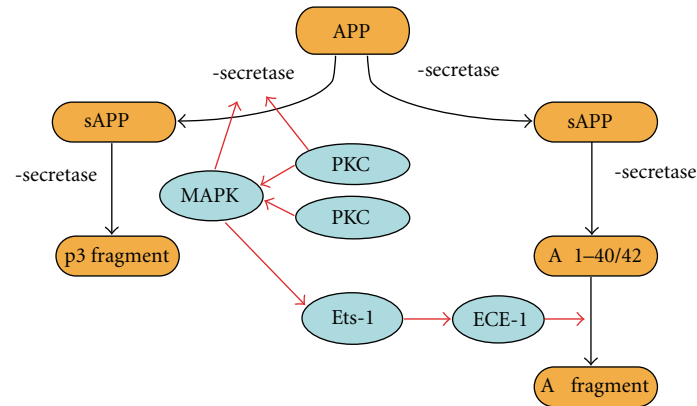 APP
-secretase
-secretase
sAPP
sAPP
-secretase
PKC
MAPK
-secretase
PKC
p3 fragment
A 1–40/42
Ets-1
ECE-1
A fragment